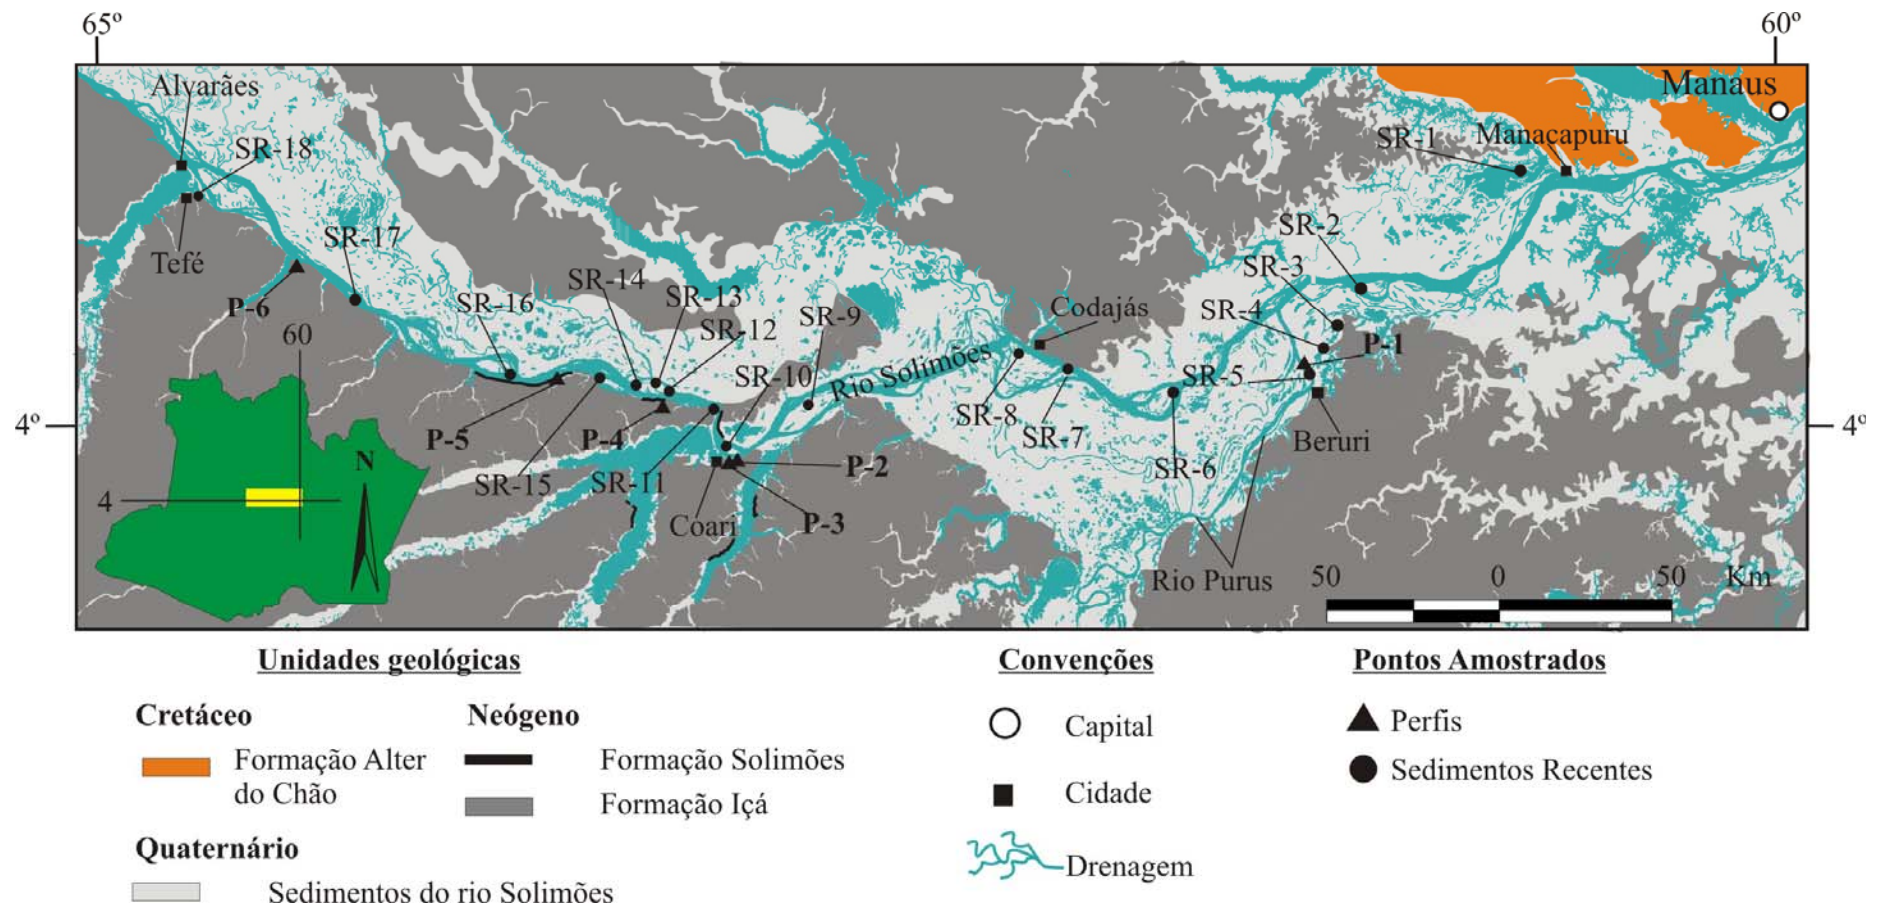 65º
60º
Alvarães
Manaus
SR-18
SR-1
Manacapuru
Tefé
SR-17
SR-2
SR-14
SR-3
P-6
SR-16
SR-13
Codajás
SR-4
SR-12
SR-9
60
P-1
Rio Solimões
SR-10
SR-5
4º
4º
P-5
P-4
SR-8
SR-7
Beruri
N
SR-15
SR-11
P-2
SR-6
4
Coari
P-3
Rio Purus
50 0 50 Km
Unidades geológicas
Convenções
Pontos Amostrados
Cretáceo
Neógeno
Capital
Perfis
Formação Alter
do Chão
Formação Solimões
Sedimentos Recentes
Formação Içá
Cidade
Quaternário
Drenagem
Sedimentos do rio Solimões